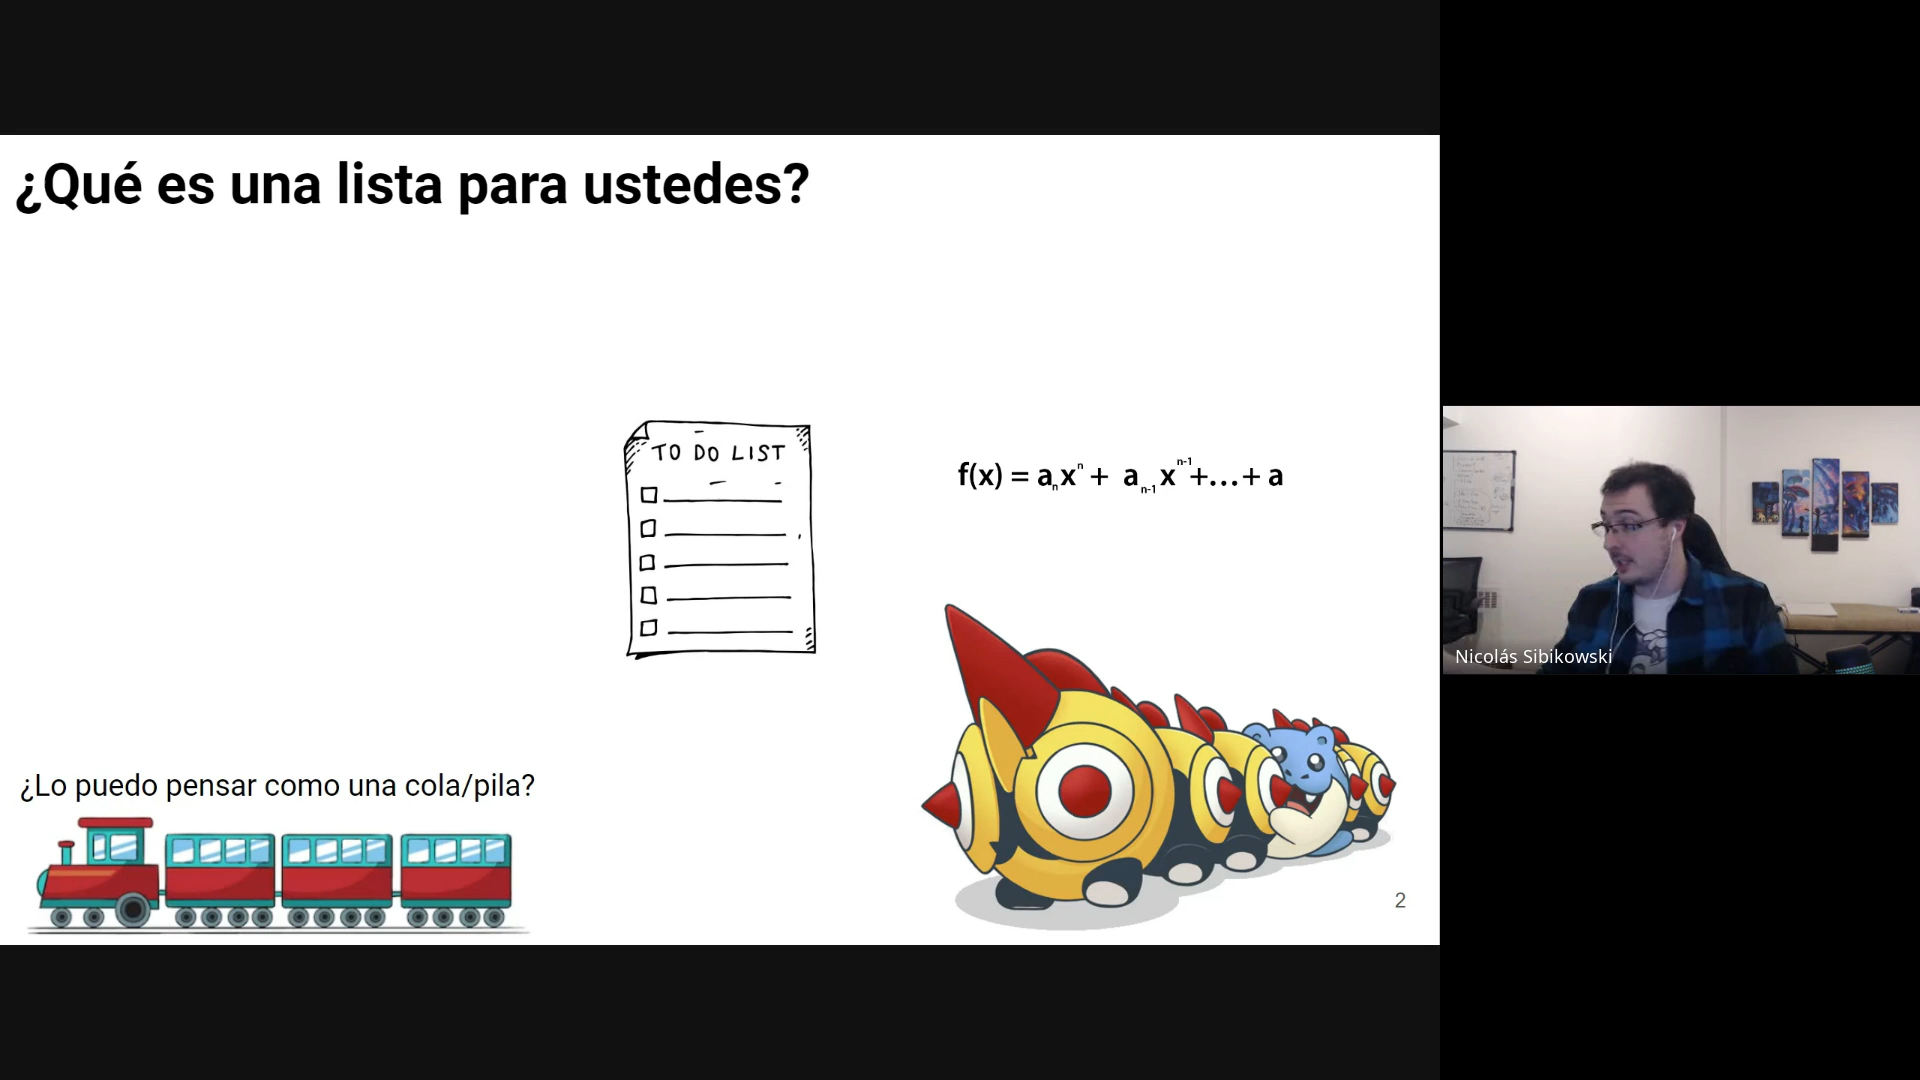 ¿Qué es una lista para ustedes?
TO DO LIST
f(x) = aₙxⁿ + aₙ₋₁xⁿ⁻¹+...+ a
¿Lo puedo pensar como una cola/pila?
2
Nicolás Sibikowski